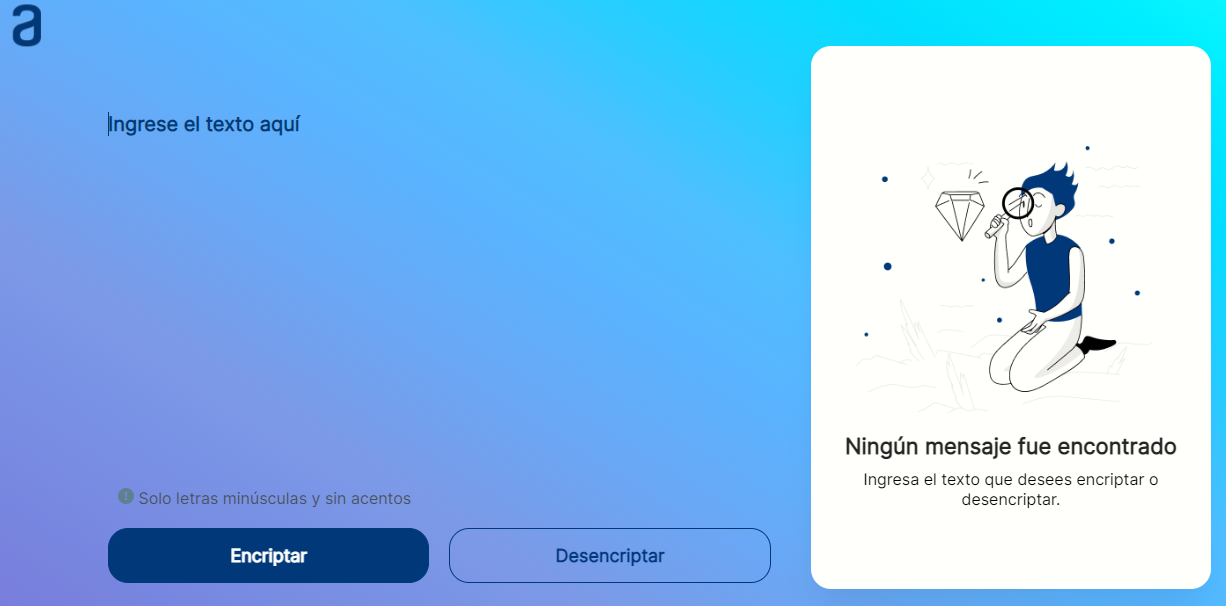 a
Ingrese el texto aquí
Solo letras minúsculas y sin acentos
Encriptar
Desencriptar
Ningún mensaje fue encontrado
Ingresa el texto que desees encriptar o
desencriptar.